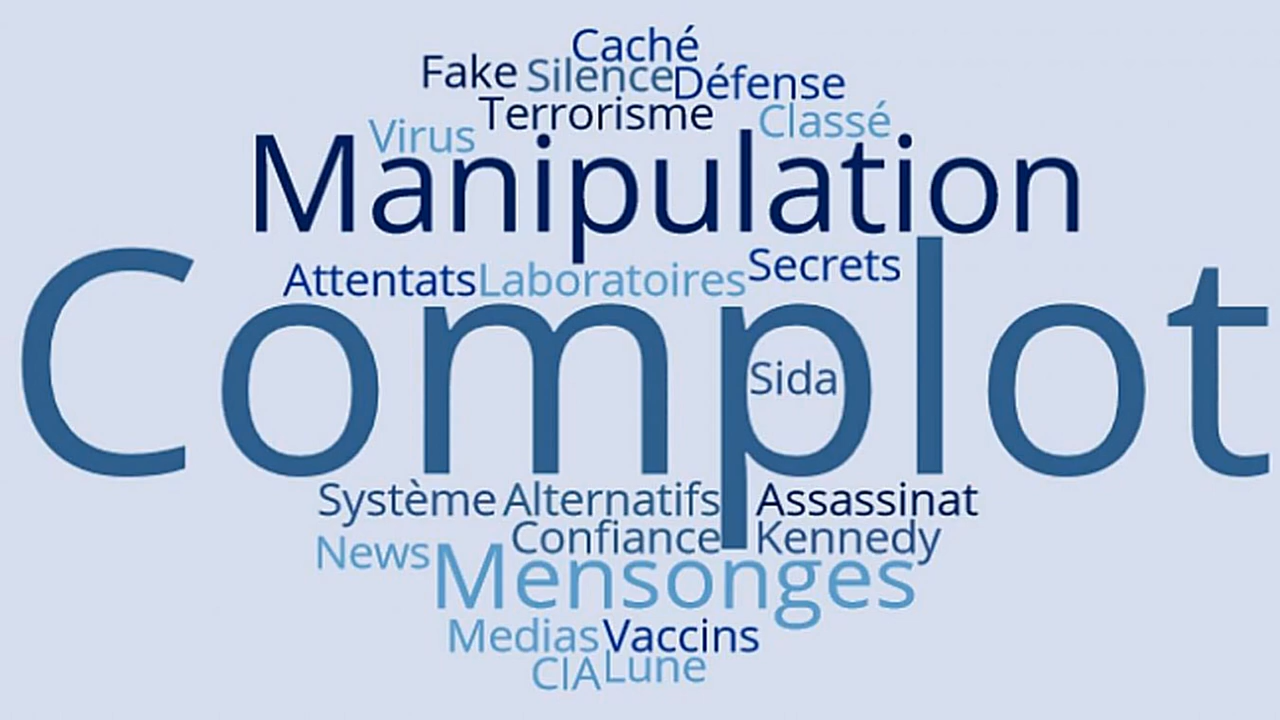 Caché
Fake Silence Défense
Terrorisme Classé
Virus
Manipulation
Attentats Laboratoires Secrets
Complot
Sida
Système Alternatifs Assassinat
Confiance Kennedy
News Mensonges
Medias Vaccins
CIA Lune